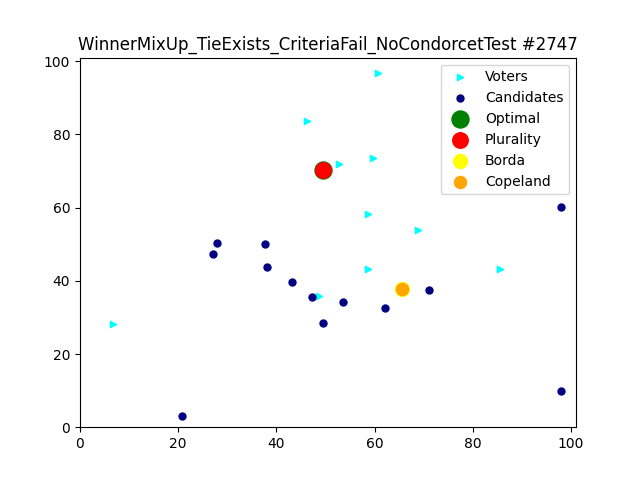 WinnerMixUp_TieExists_CriteriaFail_NoCondorcetTest #2747
100
80
60
40
20
0
0 20 40 60 80 100
Voters
Candidates
Optimal
Plurality
Borda
Copeland